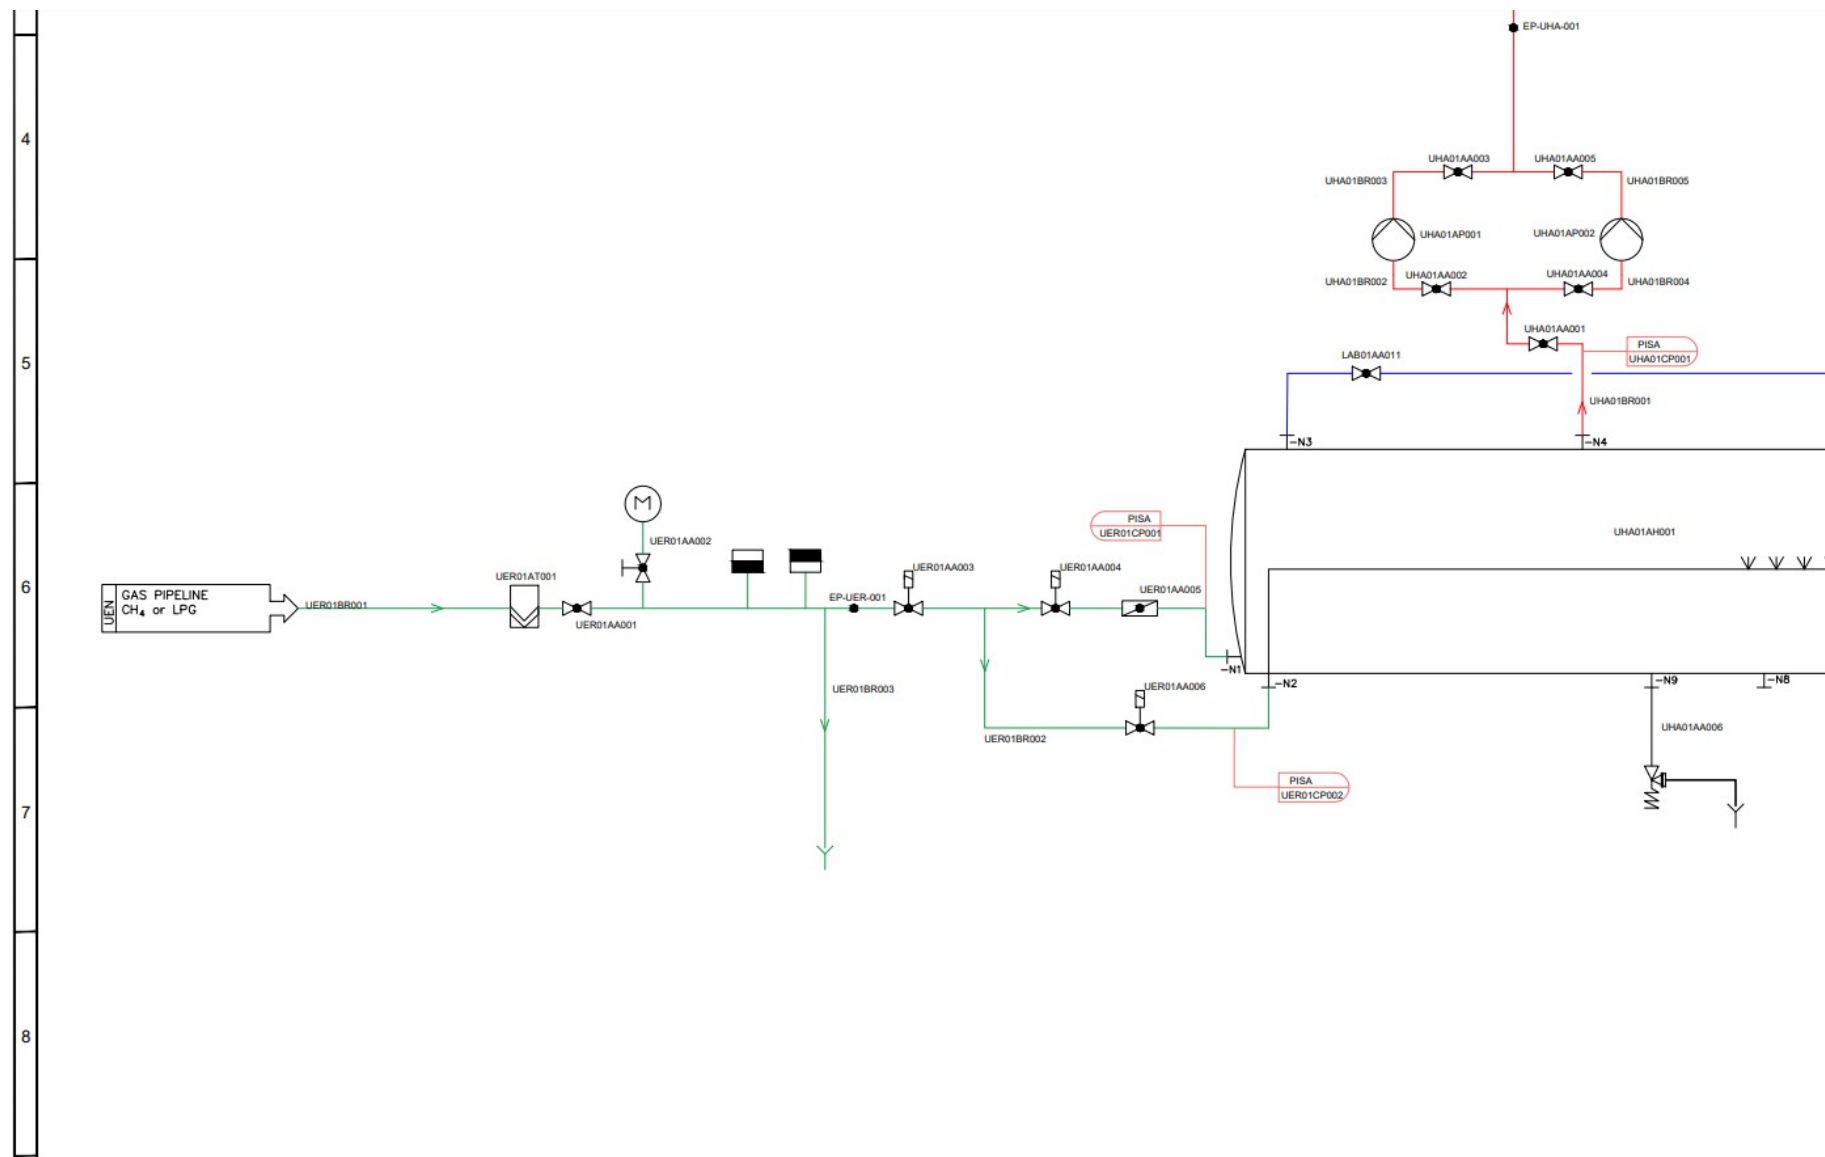 EP-UHA-001
4
UHA01AA003
UHA01AA005
UHA01BR003
UHA01BR005
UHA01AP001
UHA01AP002
UHA01AA002
UHA01AA004
UHA01BR002
UHA01BR004
UHA01AA001
PISA
UHA01CP001
5
LAB01AA011
UHA01BR001
-N3
-N4
M
PISA
UER01CP001
UHA01AH001
UER01AA002
UER01AT001
UER01AA003
UER01AA004
6
UEN
GAS PIPELINE
CH₄ or LPG
UER01BR001
EP-UER-001
UER01AA005
UER01AA001
-N1
-N2
-N9
-N8
UER01BR003
UER01AA006
UER01BR002
UHA01AA006
PISA
UER01CP002
7
8